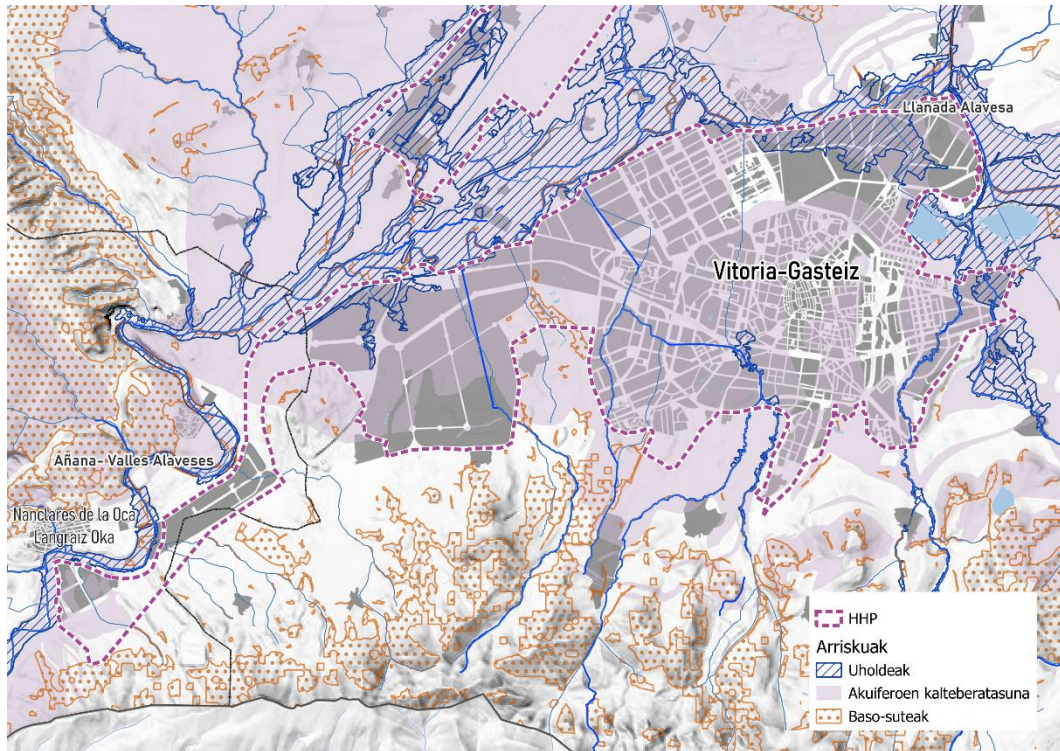 Llanada Alavesa
Vitoria-Gasteiz
Añana- Valles Alaveses
Nanclares de la Oca
Langraiz Oka
HHP
Arriskuak
Uholdeak
Akuiferoen kalteberatasuna
Baso-suteak